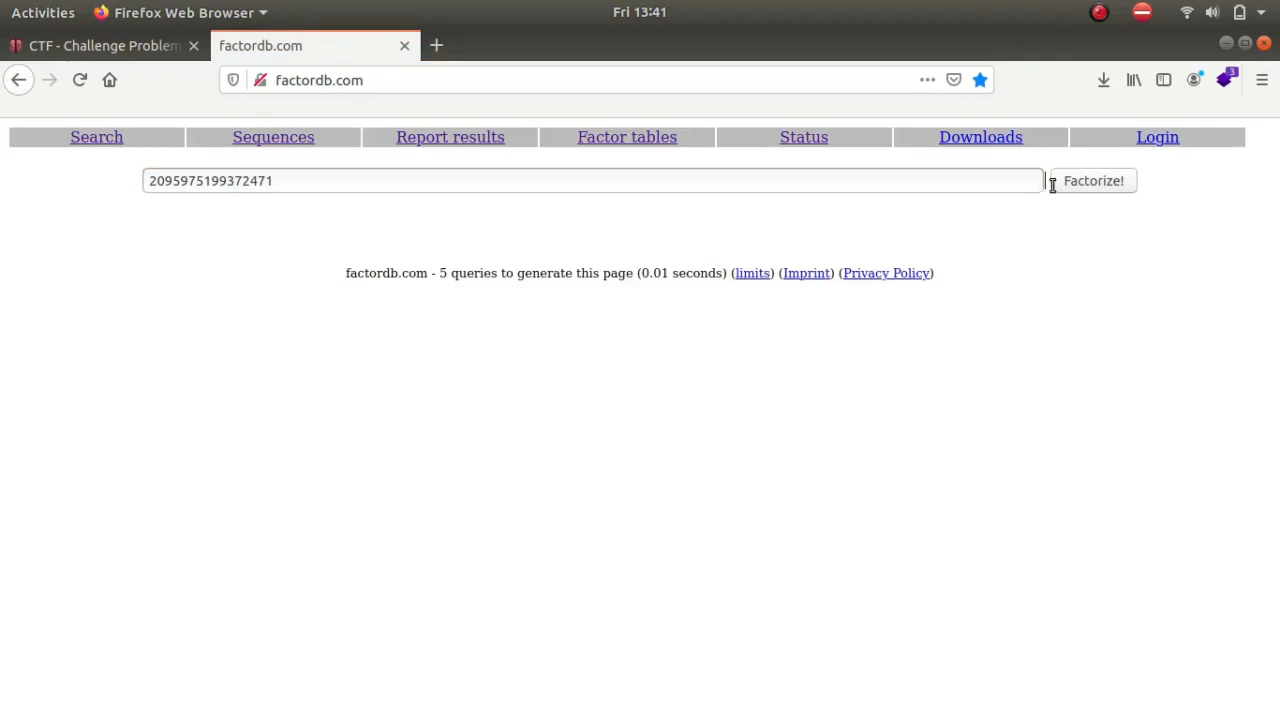 Activities Firefox Web Browser Fri 13:41
CTF - Challenge Problem factordb.com
factordb.com 3
Search Sequences Report results Factor tables Status Downloads Login
2095975199372471 Factorize!
factordb.com - 5 queries to generate this page (0.01 seconds) (limits) (Imprint) (Privacy Policy)